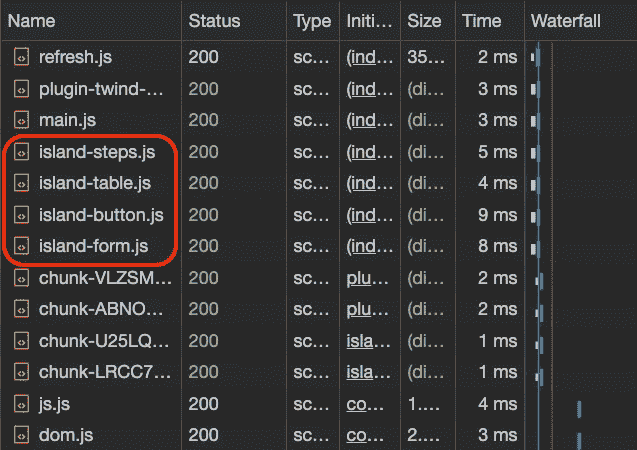 Name Status Type Initi... Size Time Waterfall
refresh.js 200 sc... (ind... 35... 2 ms
plugin-twind-... 200 sc... (ind... (di... 3 ms
main.js 200 sc... (ind... (di... 3 ms
island-steps.js 200 sc... (ind... (di... 5 ms
island-table.js 200 sc... (ind... (di... 4 ms
island-button.js 200 sc... (ind... (di... 9 ms
island-form.js 200 sc... (ind... (di... 8 ms
chunk-VLZSM... 200 sc... plu... (di... 2 ms
chunk-ABNO... 200 sc... plu... (di... 2 ms
chunk-U25LQ... 200 sc... isla... (di... 1 ms
chunk-LRCC7... 200 sc... isla... (di... 1 ms
js.js 200 sc... co... 1.... 4 ms
dom.js 200 sc... co... 2.... 3 ms